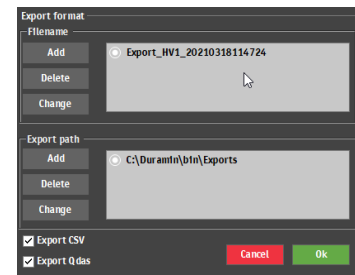 Export format
Filename
Add
Export_HV1_20210318114724
Delete
Change
Export path
Add
C:\Duramin\bin\Exports
Delete
Change
Export CSV
Export Qdas
Cancel
Ok